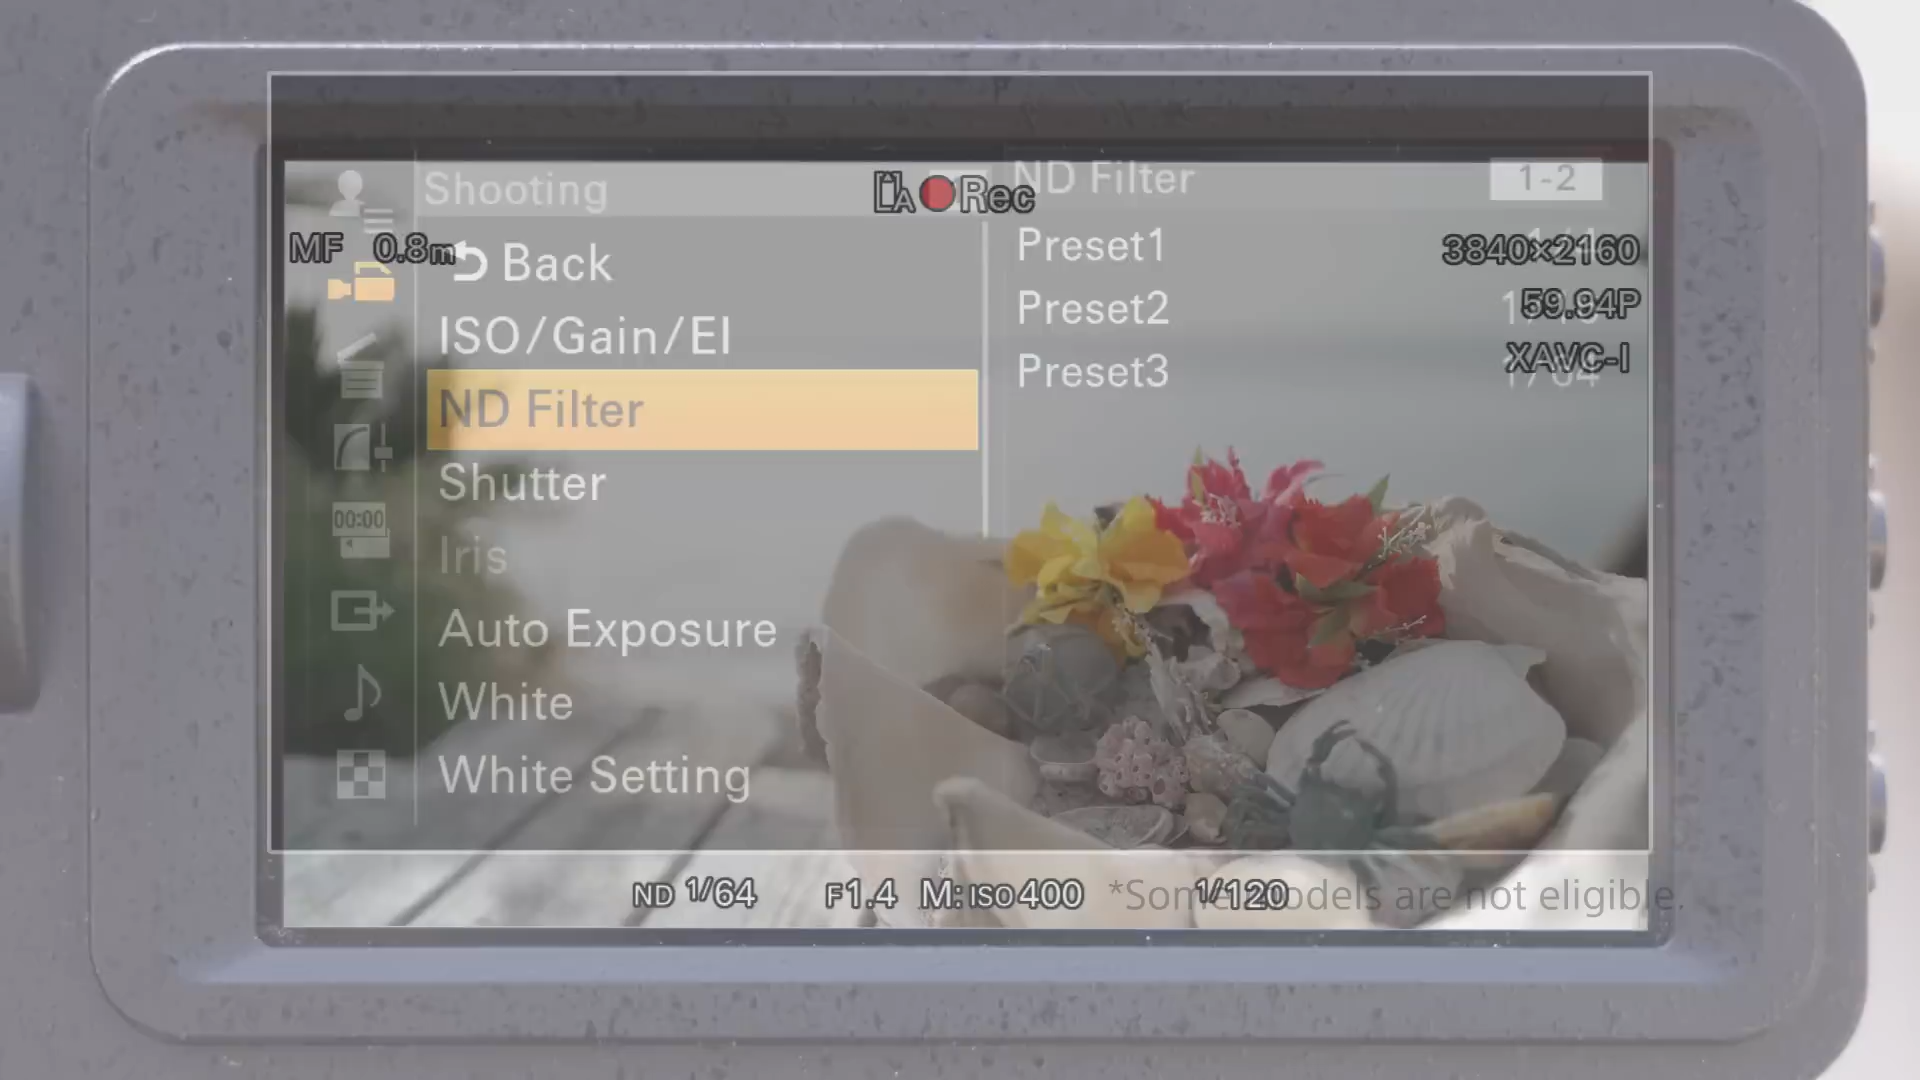 Shooting
A Rec
ND Filter
1-2
MF 0.8m
Back
Preset1
3840×2160
ISO/Gain/EI
Preset2
59.94P
ND Filter
Preset3
XAVC-I
Shutter
00:00
Iris
Auto Exposure
White
White Setting
ND 1/64 F1.4 M:ISO400 1/120
*Some models are not eligible.